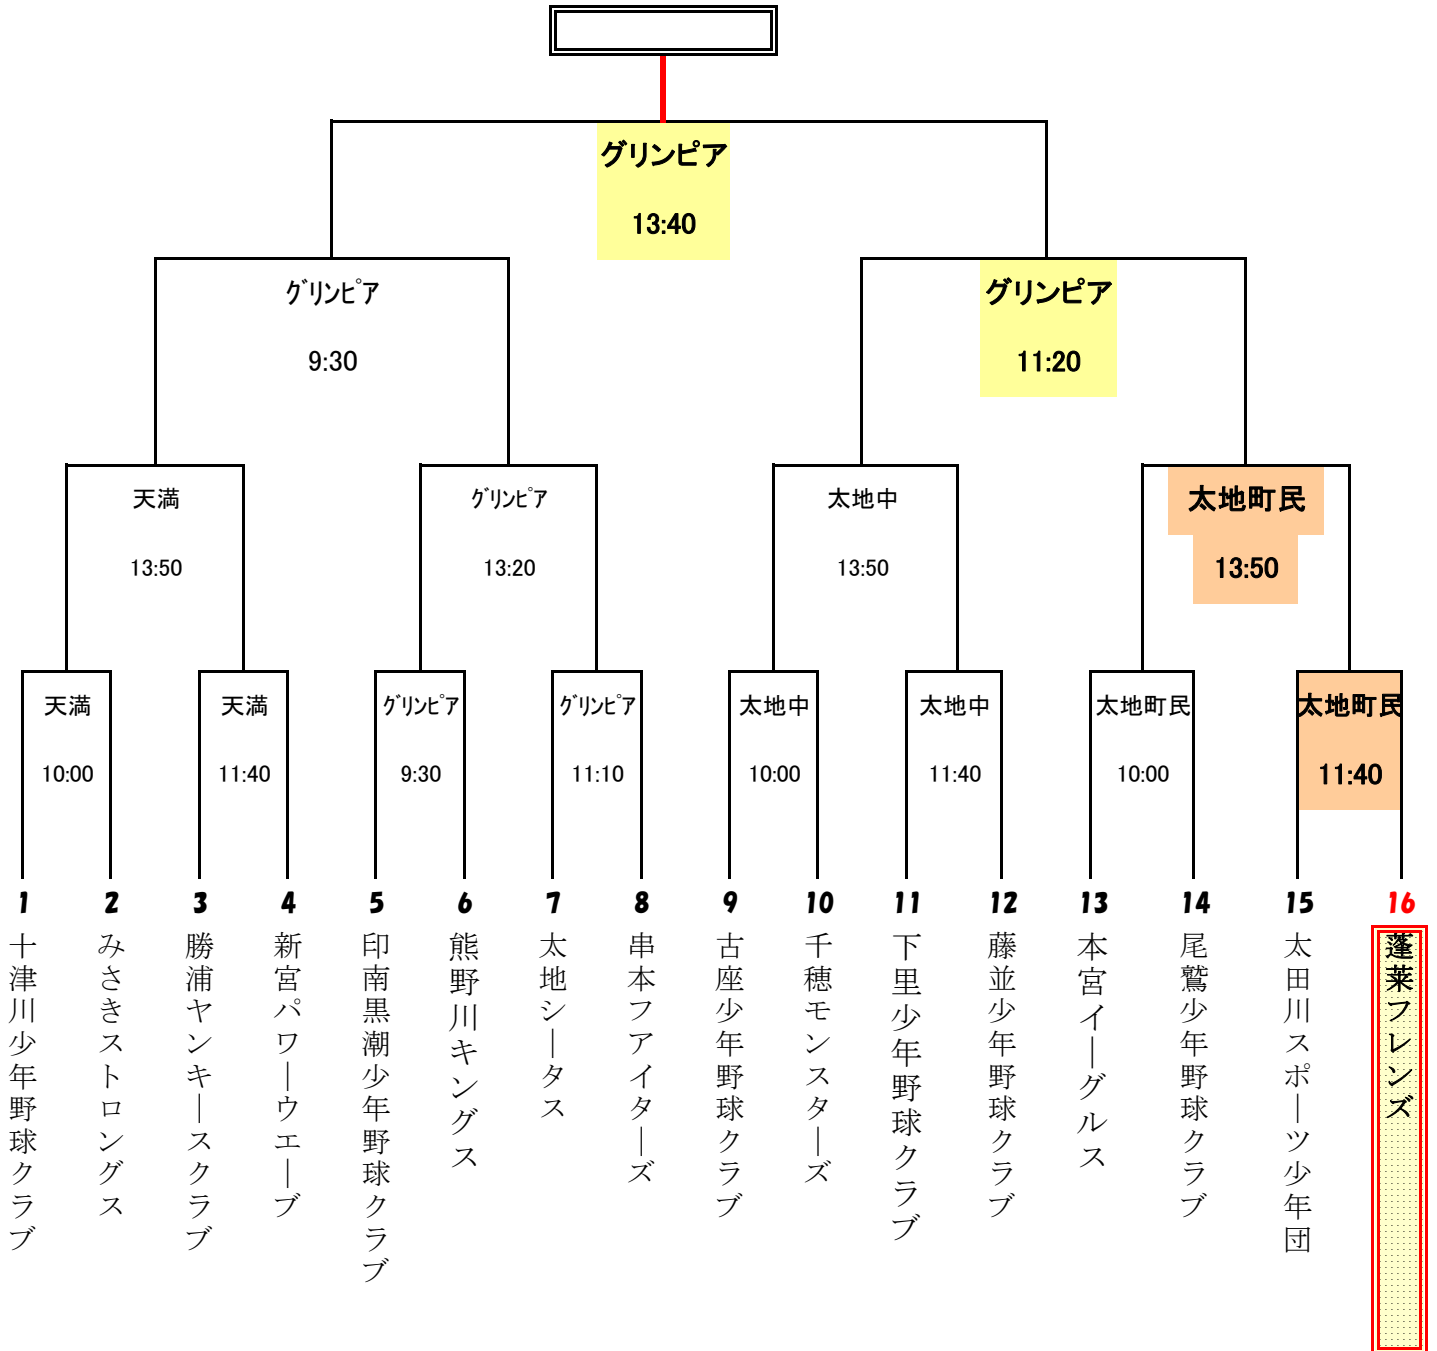 グリンピア
13:40
グリンピア
グリンピア
9:30
11:20
天満
グリンピア
太地中
太地町民
13:50
13:20
13:50
13:50
天満
天満
グリンピア
グリンピア
太地中
太地中
太地町民
太地町民
10:00
11:40
9:30
11:10
10:00
11:40
10:00
11:40
1
2
3
4
5
6
7
8
9
10
11
12
13
14
15
16
十津川少年野球クラブ
みさきストロングス
勝浦ヤンキースクラブ
新宮パワーウエーブ
印南黒潮少年野球クラブ
熊野川キングス
太地シータス
串本フアイターズ
古座少年野球クラブ
千穂モンスターズ
下里少年野球クラブ
藤並少年野球クラブ
本宮イーグルス
尾鷲少年野球クラブ
太田川スポーツ少年団
蓬莱フレンズ